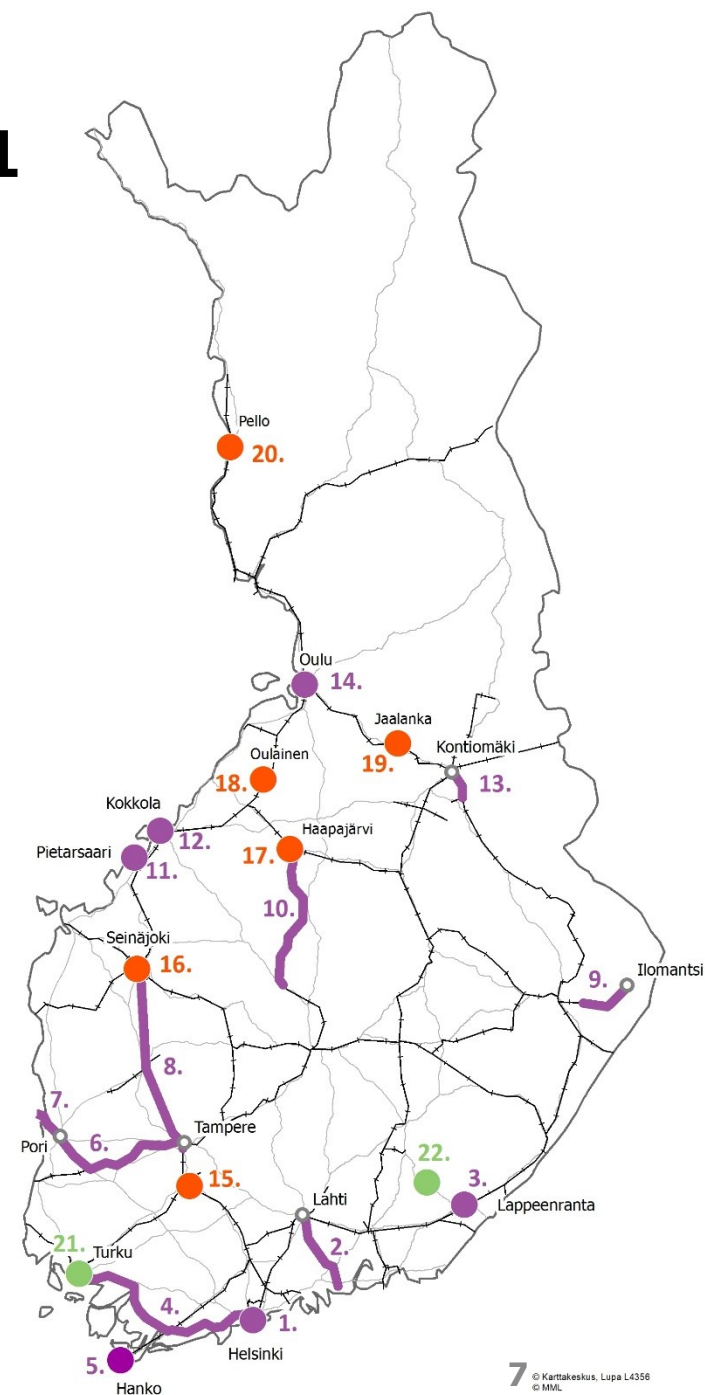 1
Pello
20.
Oulu
14.
Jaalanka
19.
Kontiomäki
13.
Oulainen
18.
Kokkola
12.
Haapajärvi
17.
Pietarsaari
11.
10.
Seinäjoki
16.
Ilomantsi
9.
8.
7.
Pori
6.
Tampere
15.
22.
3.
Lappeenranta
Lahti
2.
21.
Turku
4.
1.
Helsinki
5.
Hanko
7
© Karttakeskus, Lupa L4356
© MML